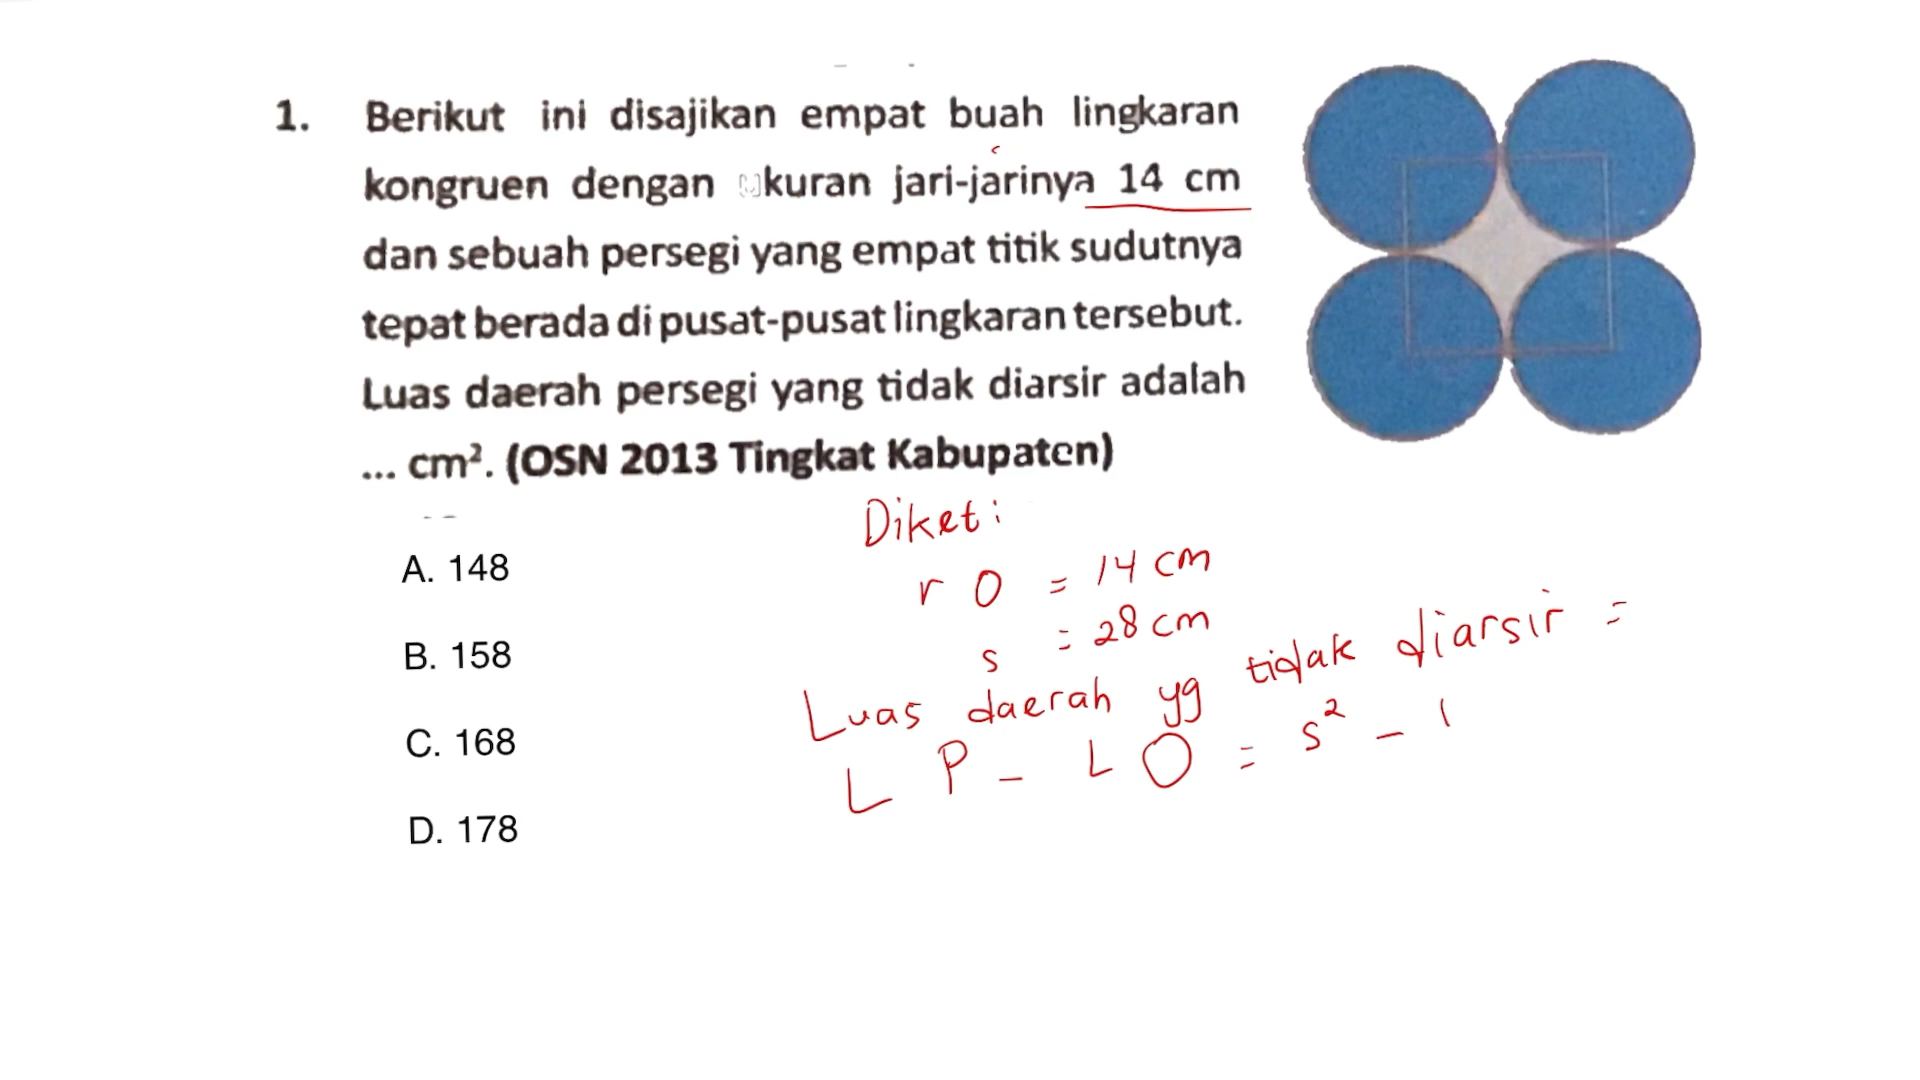 1. Berikut ini disajikan empat buah lingkaran
kongruen dengan ukuran jari-jarinya 14 cm
dan sebuah persegi yang empat titik sudutnya
tepat berada di pusat-pusat lingkaran tersebut.
Luas daerah persegi yang tidak diarsir adalah
... cm². (OSN 2013 Tingkat Kabupaten)
A. 148
B. 158
C. 168
D. 178
Diket:
r O = 14 cm
s = 28 cm
Luas daerah yg tidak diarsir =
L P - L O = s² -